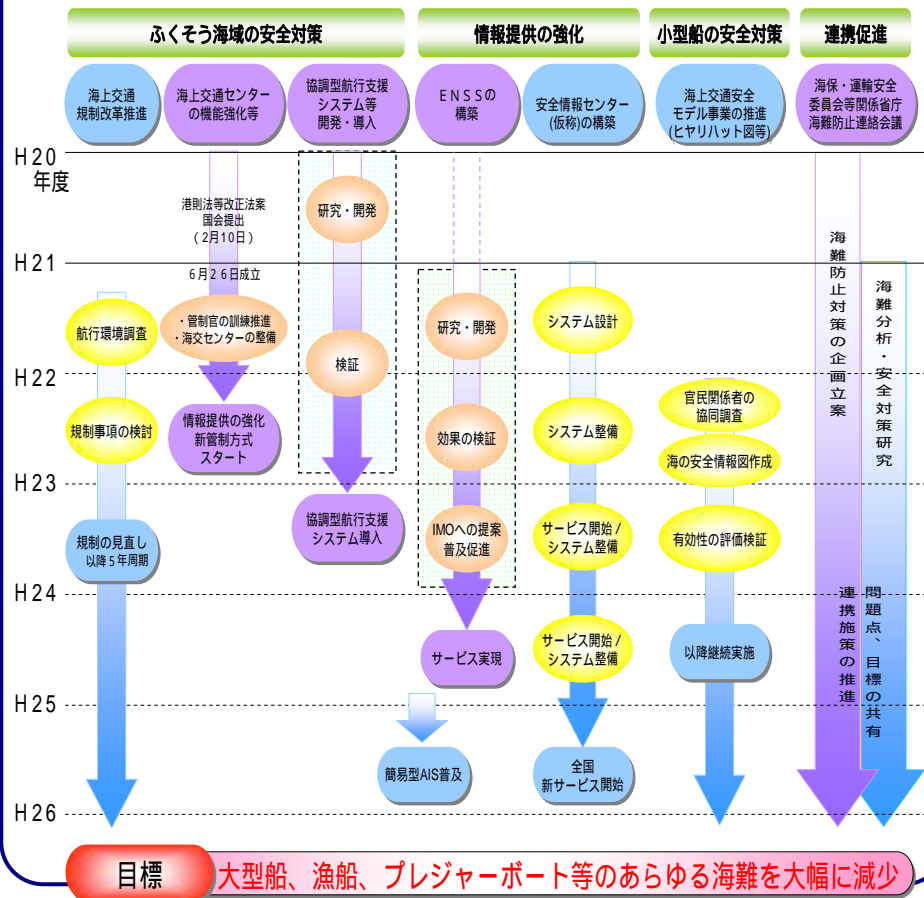 ふくそう海域の安全対策
情報提供の強化
小型船の安全対策
連携促進
海上交通
規制改革推進
海上交通センター
の機能強化等
協調型航行支援
システム等
開発・導入
ENSSの
構築
安全情報センター
(仮称)の構築
海上交通安全
モデル事業の推進
(ヒヤリハット図等)
海保・運輸安全
委員会等関係省庁
海難防止連絡会議
H20
年度
H21
H22
H23
H24
H25
H26
航行環境調査
規制事項の検討
規制の見直し
以降5年周期
港則法等改正法案
国会提出
(2月10日)
6月26日成立
・管制官の訓練推進
・海交センターの整備
情報提供の強化
新管制方式
スタート
研究・開発
検証
協調型航行支援
システム導入
研究・開発
効果の検証
IMOへの提案
普及促進
サービス実現
簡易型AIS普及
システム設計
システム整備
サービス開始/
システム整備
サービス開始/
システム整備
全国
新サービス開始
官民関係者の
協同調査
海の安全情報図作成
有効性の評価検証
以降継続実施
海難防止対策の企画立案
連携施策の推進
海難分析・安全対策研究
問題点、目標の共有
目標
大型船、漁船、プレジャーボート等のあらゆる海難を大幅に減少